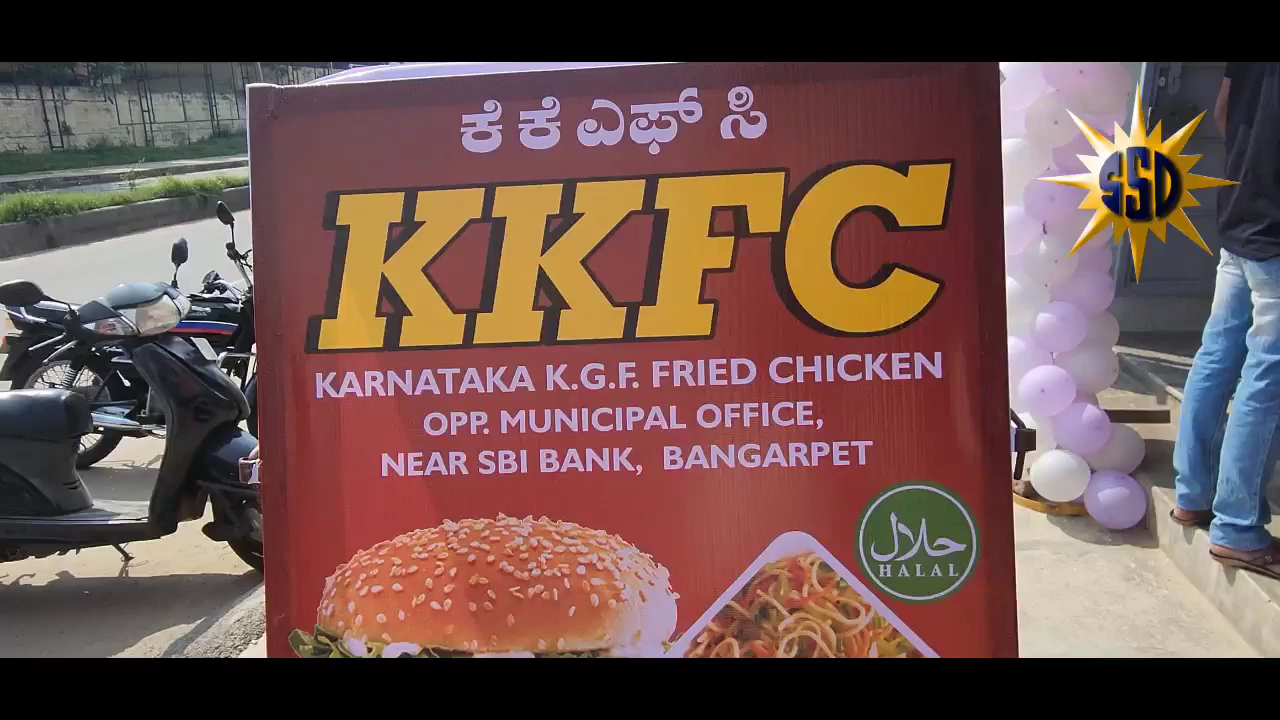 ಕೆ ಕೆ ಎಫ್ ಸಿ
KKFC
KARNATAKA K.G.F. FRIED CHICKEN
OPP. MUNICIPAL OFFICE,
NEAR SBI BANK, BANGARPET
حلال
HALAL
SSD